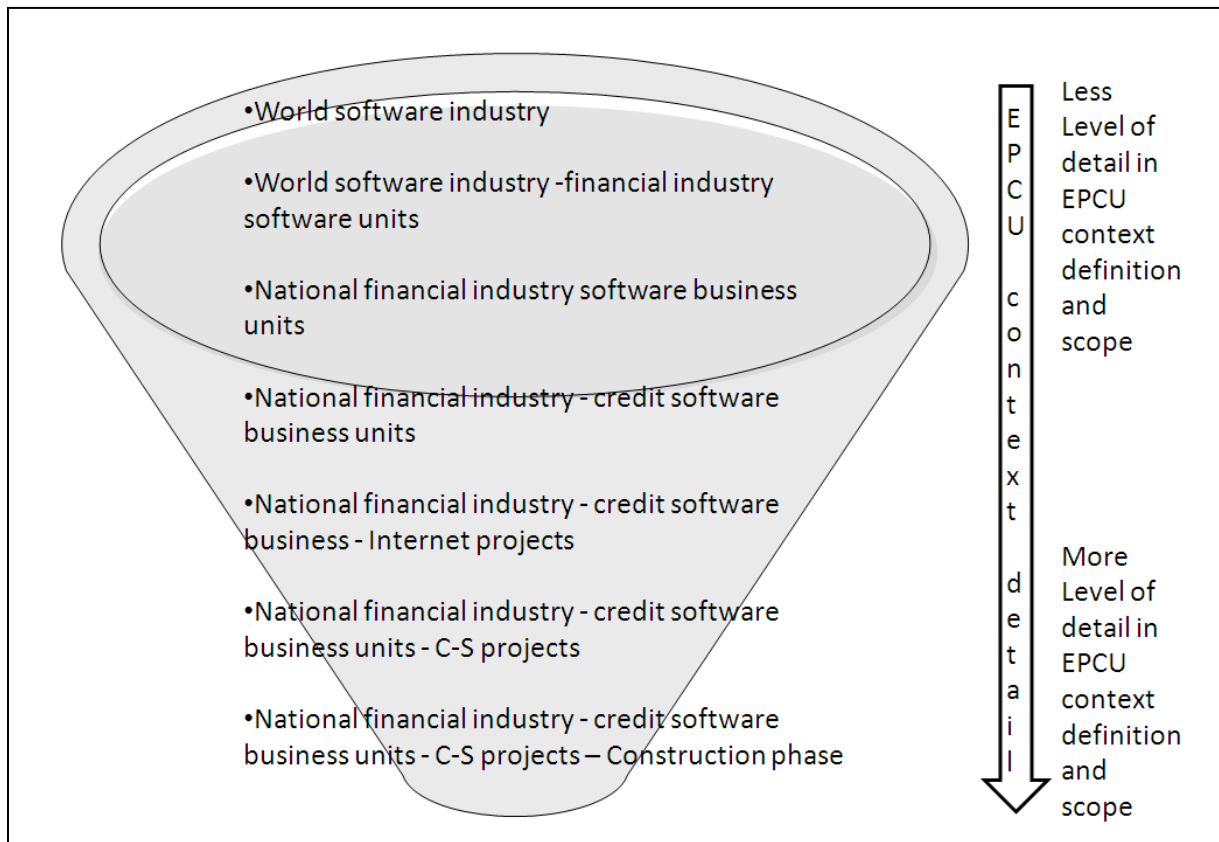 •World software industry
•World software industry -financial industry
software units
•National financial industry software business
units
•National financial industry - credit software
business units
•National financial industry - credit software
business - Internet projects
•National financial industry - credit software
business units - C-S projects
•National financial industry - credit software
business units - C-S projects – Construction phase
EPCU context detail
Less
Level of
detail in
EPCU
context
definition
and
scope
More
Level of
detail in
EPCU
context
definition
and
scope